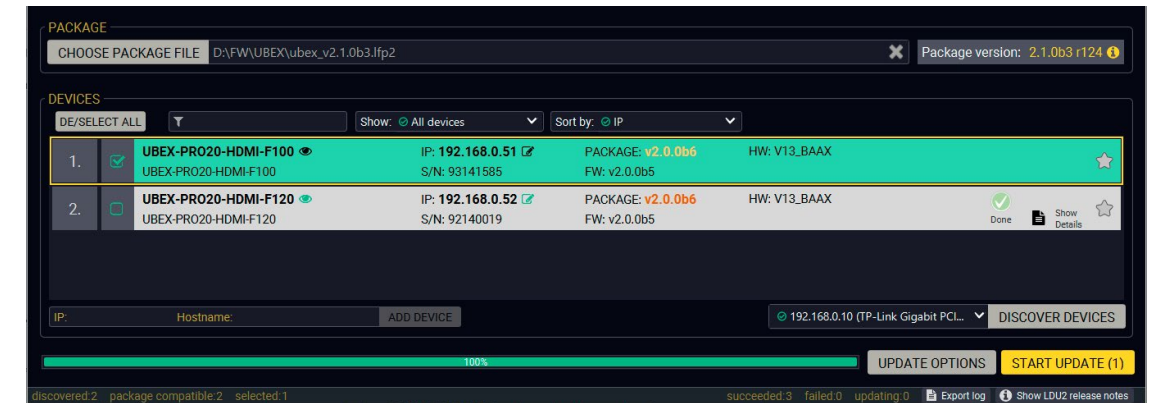 PACKAGE
CHOOSE PACKAGE FILE D:\FW\UBEX\ubex_v2.1.0b3.lfp2 Package version: 2.1.0b3 r124
DEVICES
DE/SELECT ALL Show: All devices Sort by: IP
1. UBEX-PRO20-HDMI-F100 IP: 192.168.0.51 PACKAGE: v2.0.0b6 HW: V13_BAAX
UBEX-PRO20-HDMI-F100 S/N: 93141585 FW: v2.0.0b5
2. UBEX-PRO20-HDMI-F120 IP: 192.168.0.52 PACKAGE: v2.0.0b6 HW: V13_BAAX
UBEX-PRO20-HDMI-F120 S/N: 92140019 FW: v2.0.0b5 Done Show Details
IP: Hostname: ADD DEVICE 192.168.0.10 (TP-Link Gigabit PCI... DISCOVER DEVICES
100% UPDATE OPTIONS START UPDATE (1)
discovered:2 package compatible:2 selected:1 succeeded:3 failed:0 updating:0 Export log Show LDU2 release notes